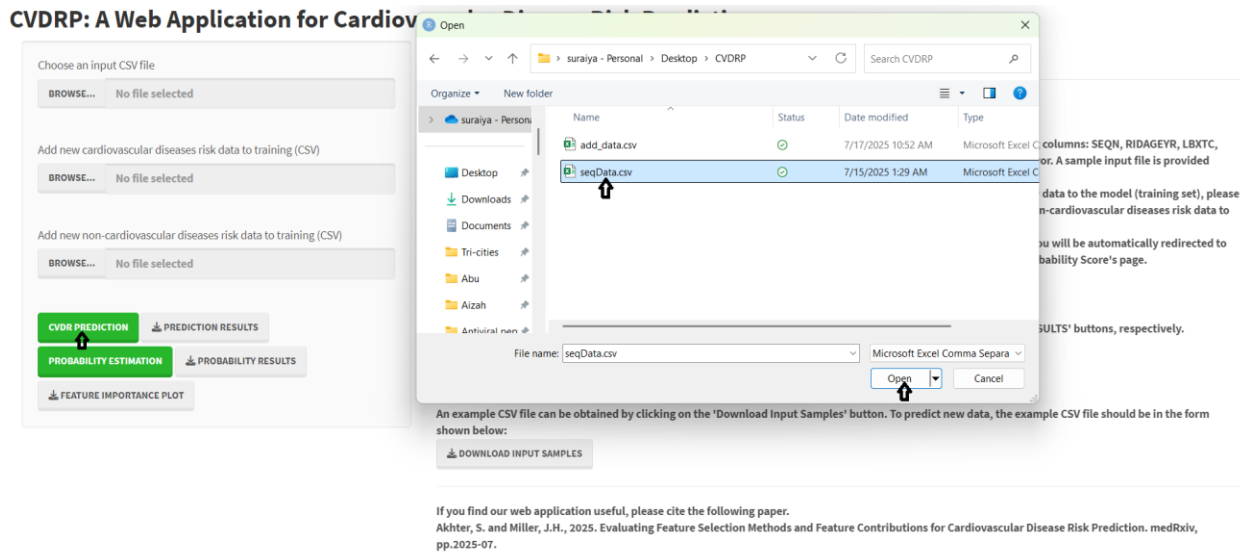 CVDRP: A Web Application for Cardiov
Choose an input CSV file
BROWSE... No file selected
Add new cardiovascular diseases risk data to training (CSV)
BROWSE... No file selected
Add new non-cardiovascular diseases risk data to training (CSV)
BROWSE... No file selected
CVDR PREDICTION PREDICTION RESULTS
PROBABILITY ESTIMATION PROBABILITY RESULTS
FEATURE IMPORTANCE PLOT
Open
suraiya - Personal > Desktop > CVDRP
Search CVDRP
Organize New folder
suraiya - Person
Desktop
Downloads
Documents
Tri-cities
Abu
Aizah
Name Status Date modified Type
add_data.csv 7/17/2025 10:52 AM Microsoft Excel C
seqData.csv 7/15/2025 1:29 AM Microsoft Excel C
File name: seqData.csv Microsoft Excel Comma Separa
Open Cancel
columns: SEQN, RIDAGEYR, LBXTC,
or. A sample input file is provided
data to the model (training set), please
n-cardiovascular diseases risk data to
ou will be automatically redirected to
bability Score's page.
SULTS' buttons, respectively.
An example CSV file can be obtained by clicking on the 'Download Input Samples' button. To predict new data, the example CSV file should be in the form
shown below:
DOWNLOAD INPUT SAMPLES
If you find our web application useful, please cite the following paper.
Akhter, S. and Miller, J.H., 2025. Evaluating Feature Selection Methods and Feature Contributions for Cardiovascular Disease Risk Prediction. medRxiv,
pp.2025-07.